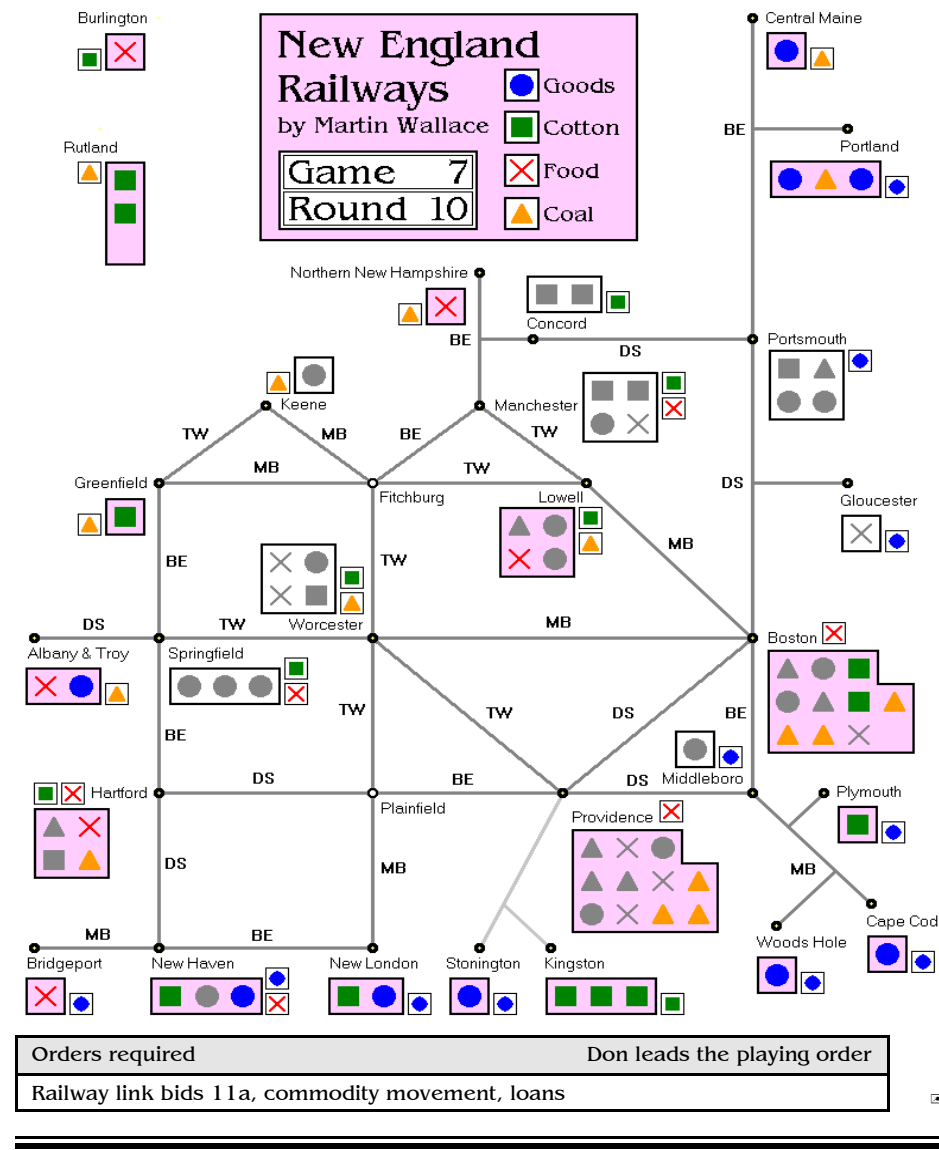 Burlington
New England
Railways
by Martin Wallace
Game 7
Round 10
Goods
Cotton
Food
Coal
Central Maine
BE
Portland
Rutland
Northern New Hampshire
Concord
BE
DS
Portsmouth
Keene
Manchester
TW
MB
BE
TW
Greenfield
MB
TW
Fitchburg
Lowell
DS
Gloucester
BE
TW
MB
DS
TW
Worcester
MB
Boston
Albany & Troy
Springfield
TW
TW
DS
BE
BE
Hartford
DS
BE
DS
Middleboro
Plainfield
Providence
Plymouth
DS
MB
MB
Cape Cod
MB
BE
Woods Hole
Bridgeport
New Haven
New London
Stonington
Kingston
Orders required
Don leads the playing order
Railway link bids 11a, commodity movement, loans